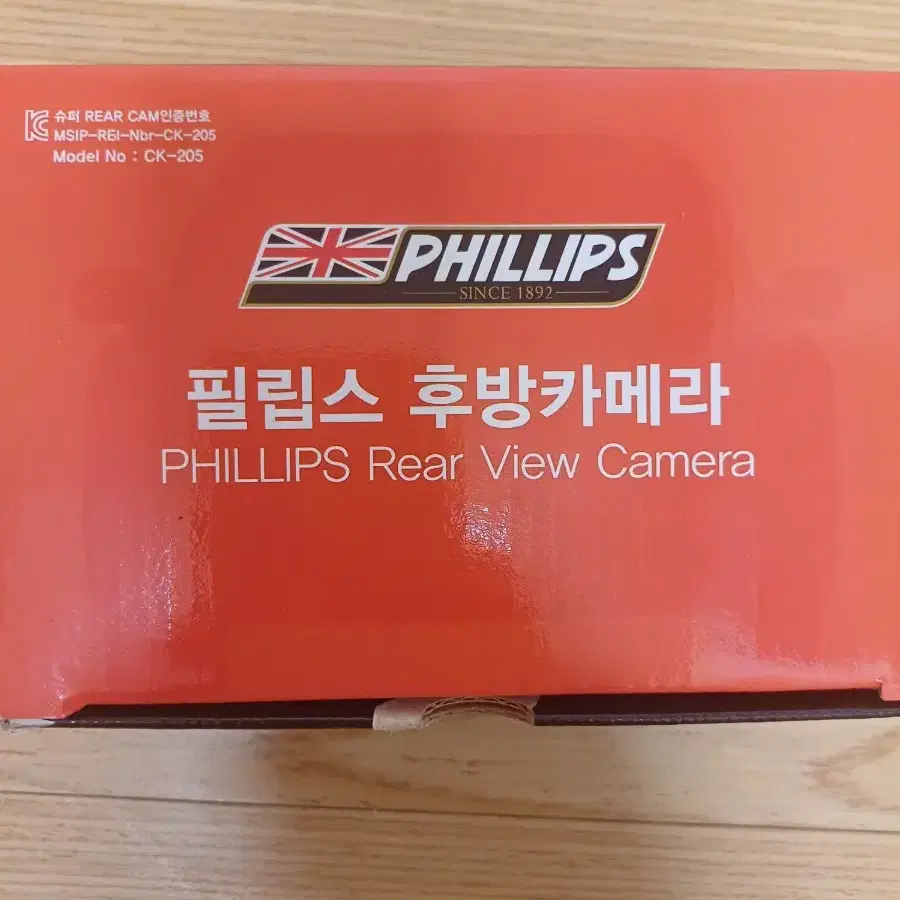 슈퍼 REAR CAM인증번호
MSIP-REI-Nbr-CK-205
Model No : CK-205
PHILLIPS
SINCE 1892
필립스 후방카메라
PHILLIPS Rear View Camera